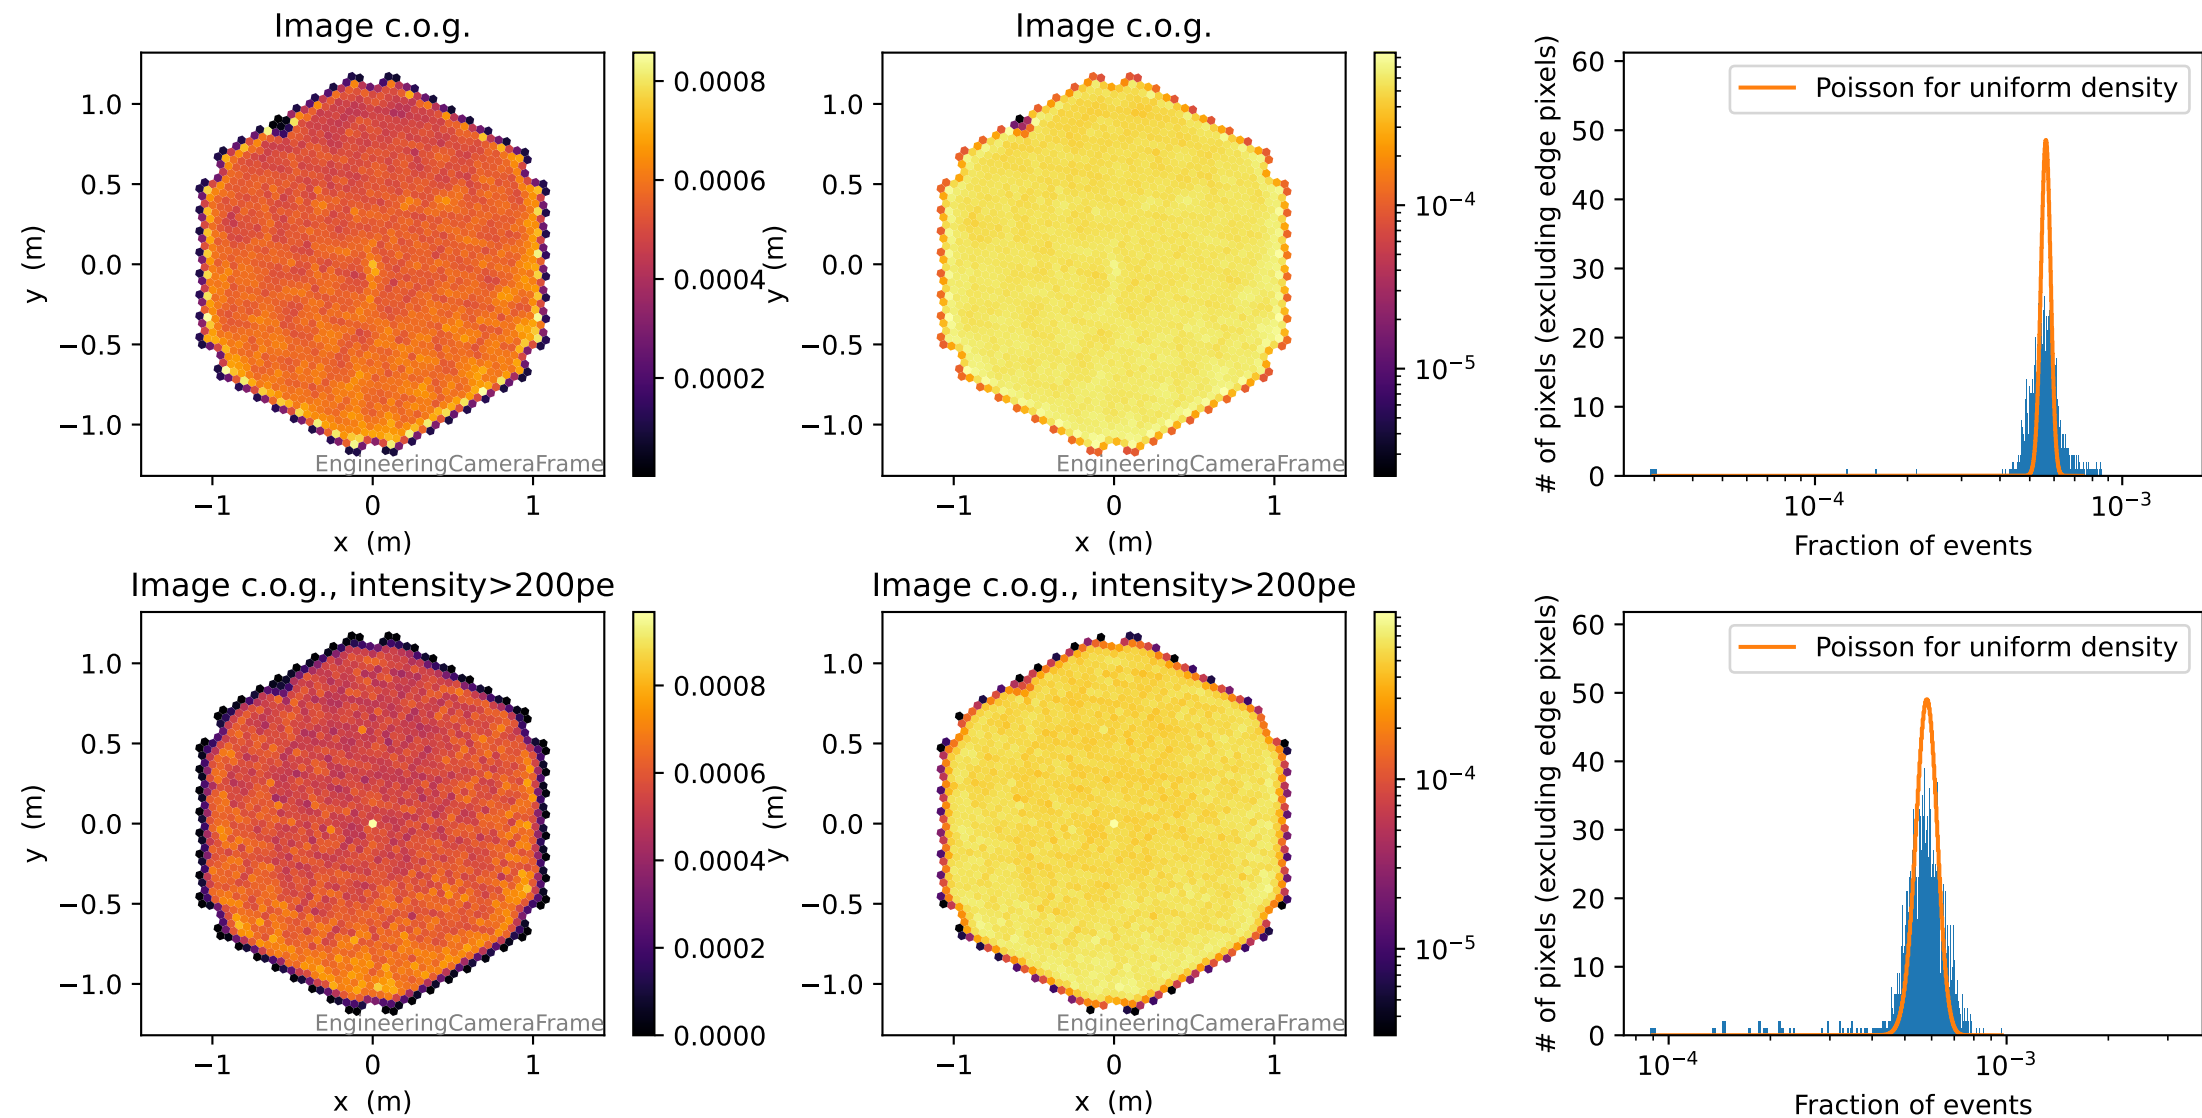 Image c.o.g.
1.0
0.5
0.0
−0.5
−1.0
y (m)
−1
0
1
x (m)
EngineeringCameraFrame
0.0008
0.0006
0.0004
0.0002
Image c.o.g.
1.0
0.5
0.0
−0.5
−1.0
y (m)
−1
0
1
x (m)
EngineeringCameraFrame
10⁻⁴
10⁻⁵
60
50
40
30
20
10
0
# of pixels (excluding edge pixels)
Poisson for uniform density
10⁻⁴
10⁻³
Fraction of events
Image c.o.g., intensity>200pe
1.0
0.5
0.0
−0.5
−1.0
y (m)
−1
0
1
x (m)
EngineeringCameraFrame
0.0008
0.0006
0.0004
0.0002
0.0000
Image c.o.g., intensity>200pe
1.0
0.5
0.0
−0.5
−1.0
y (m)
−1
0
1
x (m)
EngineeringCameraFrame
10⁻⁴
10⁻⁵
60
50
40
30
20
10
0
# of pixels (excluding edge pixels)
Poisson for uniform density
10⁻⁴
10⁻³
Fraction of events